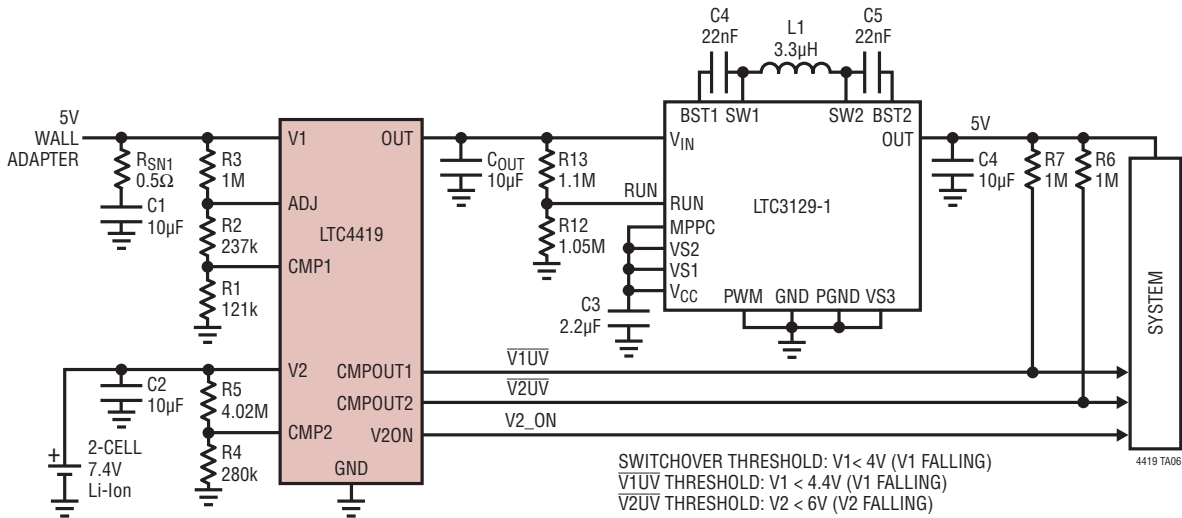 C4
22nF
L1
3.3µH
C5
22nF
BST1 SW1 SW2 BST2
5V
WALL
ADAPTER
RSN1
0.5Ω
C1
10µF
R3
1M
R2
237k
R1
121k
V1
OUT
ADJ
LTC4419
CMP1
COUT
10µF
R13
1.1M
RUN
R12
1.05M
VIN
OUT
RUN
LTC3129-1
MPPC
VS2
VS1
VCC
PWM GND PGND VS3
C3
2.2µF
5V
C4
10µF
R7
1M
R6
1M
SYSTEM
C2
10µF
R5
4.02M
R4
280k
V2
CMPOUT1
CMPOUT2
CMP2
V2ON
GND
V1UV
V2UV
V2_ON
+
2-CELL
7.4V
Li-Ion
SWITCHOVER THRESHOLD: V1< 4V (V1 FALLING)
V1UV THRESHOLD: V1 < 4.4V (V1 FALLING)
V2UV THRESHOLD: V2 < 6V (V2 FALLING)
4419 TA06